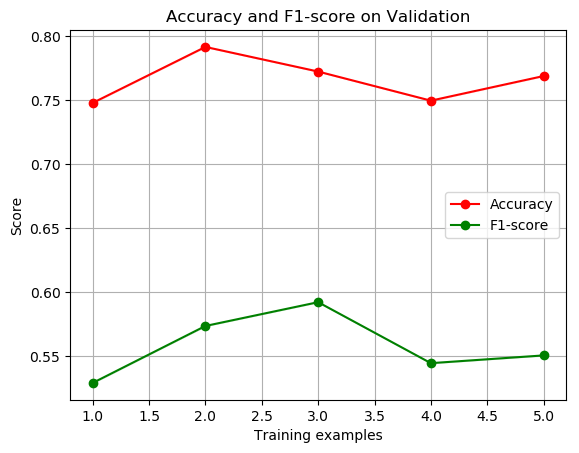 Accuracy and F1-score on Validation
0.80
0.75
0.70
0.65
0.60
0.55
Score
Accuracy
F1-score
1.0 1.5 2.0 2.5 3.0 3.5 4.0 4.5 5.0
Training examples